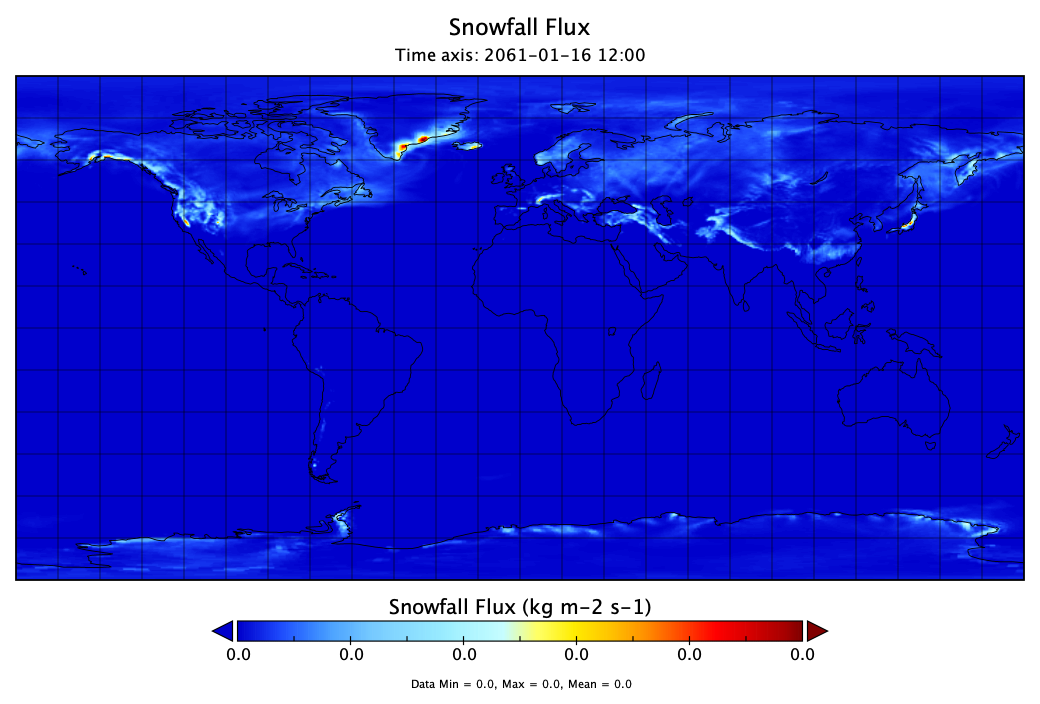 Snowfall Flux
Time axis: 2061-01-16 12:00
Snowfall Flux (kg m-2 s-1)
0.0 0.0 0.0 0.0 0.0 0.0
Data Min = 0.0, Max = 0.0, Mean = 0.0